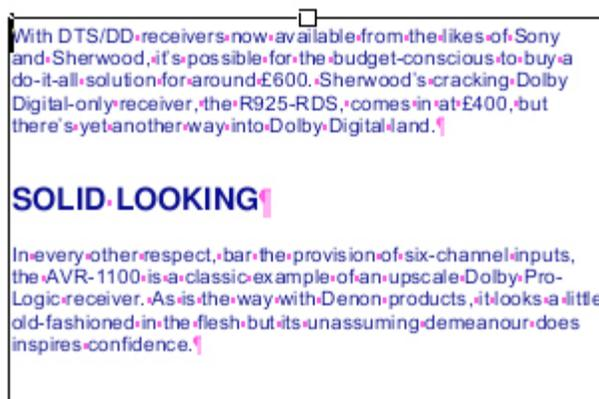 With DTS/DD receivers now available from the likes of Sony
and Sherwood, it's possible for the budget-conscious to buy a
do-it-all solution for around £600. Sherwood's cracking Dolby
Digital-only receiver, the R925-RDS, comes in at £400, but
there's yet another way into Dolby Digital land.¶
SOLID LOOKING¶
In every other respect, bar the provision of six-channel inputs,
the AVR-1100 is a classic example of an upscale Dolby Pro-
Logic receiver. As is the way with Denon products, it looks a little
old-fashioned in the flesh but its unassuming demeanour does
inspires confidence.¶